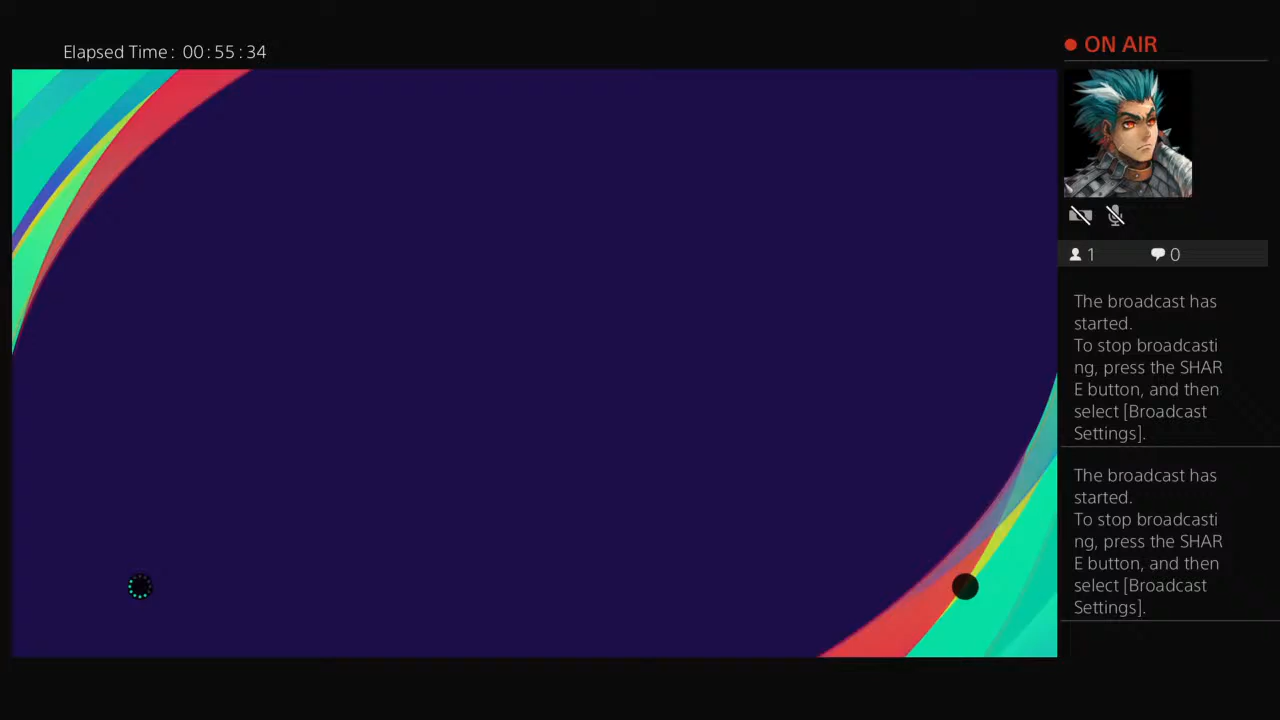 Elapsed Time: 00:55:34
ON AIR
1 0
The broadcast has
started.
To stop broadcasti
ng, press the SHAR
E button, and then
select [Broadcast
Settings].
The broadcast has
started.
To stop broadcasti
ng, press the SHAR
E button, and then
select [Broadcast
Settings].